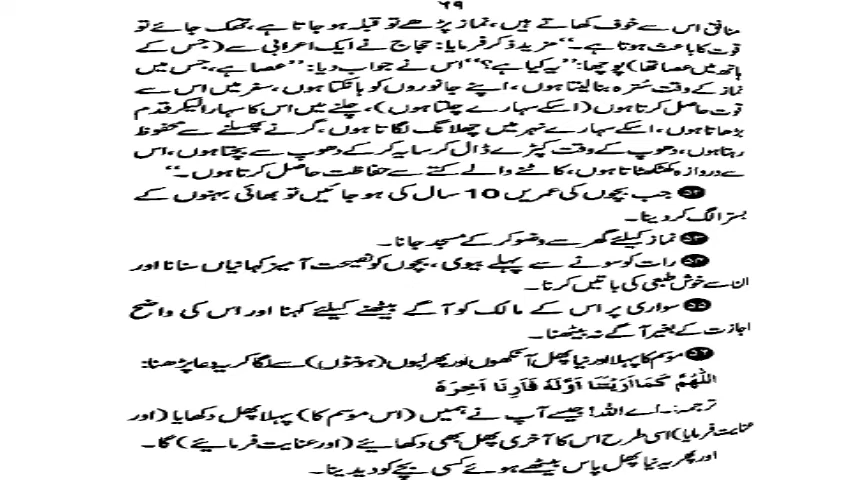 ۶۹
منافق اس سے خوف کھاتے ہیں، نماز پڑھے تو قبلہ ہو جاتا ہے، تھک جائے تو
قوت کا باعث ہوتا ہے۔‘‘ مزید ذکر فرمایا: حجاج نے ایک اعرابی سے (جس کے
ہاتھ میں عصا تھا) پوچھا: ’’یہ کیا ہے؟‘‘ اس نے جواب دیا: ’’عصا ہے، جس میں
نماز کے وقت سترہ بنا لیتا ہوں، اپنے جانوروں کو ہانکتا ہوں، سفر میں اس سے
قوت حاصل کرتا ہوں (اسکے سہارے چلتا ہوں)، چلنے میں اس کا سہارا لیکر قدم
بڑھاتا ہوں، اسکے سہارے نہر میں چھلانگ لگاتا ہوں، گرنے پھسلنے سے محفوظ
رہتا ہوں، دھوپ کے وقت کپڑے ڈال کر سایہ کر کے دھوپ سے بچتا ہوں، اس
سے دروازہ کھٹکھٹاتا ہوں، کاٹنے والے کتے سے حفاظت حاصل کرتا ہوں۔‘‘
۵۲ جب بچوں کی عمریں 10 سال کی ہو جائیں تو بھائی بہنوں کے
بستر الگ کر دینا۔
۵۳ نماز کیلئے گھر سے وضو کر کے مسجد جانا۔
۵۴ رات کو سونے سے پہلے بیوی، بچوں کو نصیحت آمیز کہانیاں سنانا اور
ان سے خوش طبعی کی باتیں کرنا۔
۵۵ سواری پر اس کے مالک کو آگے بیٹھنے کیلئے کہنا اور اس کی واضح
اجازت کے بغیر آگے نہ بیٹھنا۔
۵۶ موسم کا پہلا اور نیا پھل آنکھوں اور پھر لبوں (ہونٹوں) سے لگا کر یہ دعا پڑھنا:
اَللّٰهُمَّ كَمَا اَرَيْتَنَا اَوَّلَهُ فَاَرِنَا اٰخِرَهُ
ترجمہ:۔ اے اللہ! جیسے آپ نے ہمیں (اس موسم کا) پہلا پھل دکھایا (اور
عنایت فرمایا) اسی طرح اس کا آخری پھل بھی دکھائیے (اور عنایت فرمائیے) گا۔
اور پھر یہ نیا پھل پاس بیٹھے ہوئے کسی بچے کو دیدینا۔